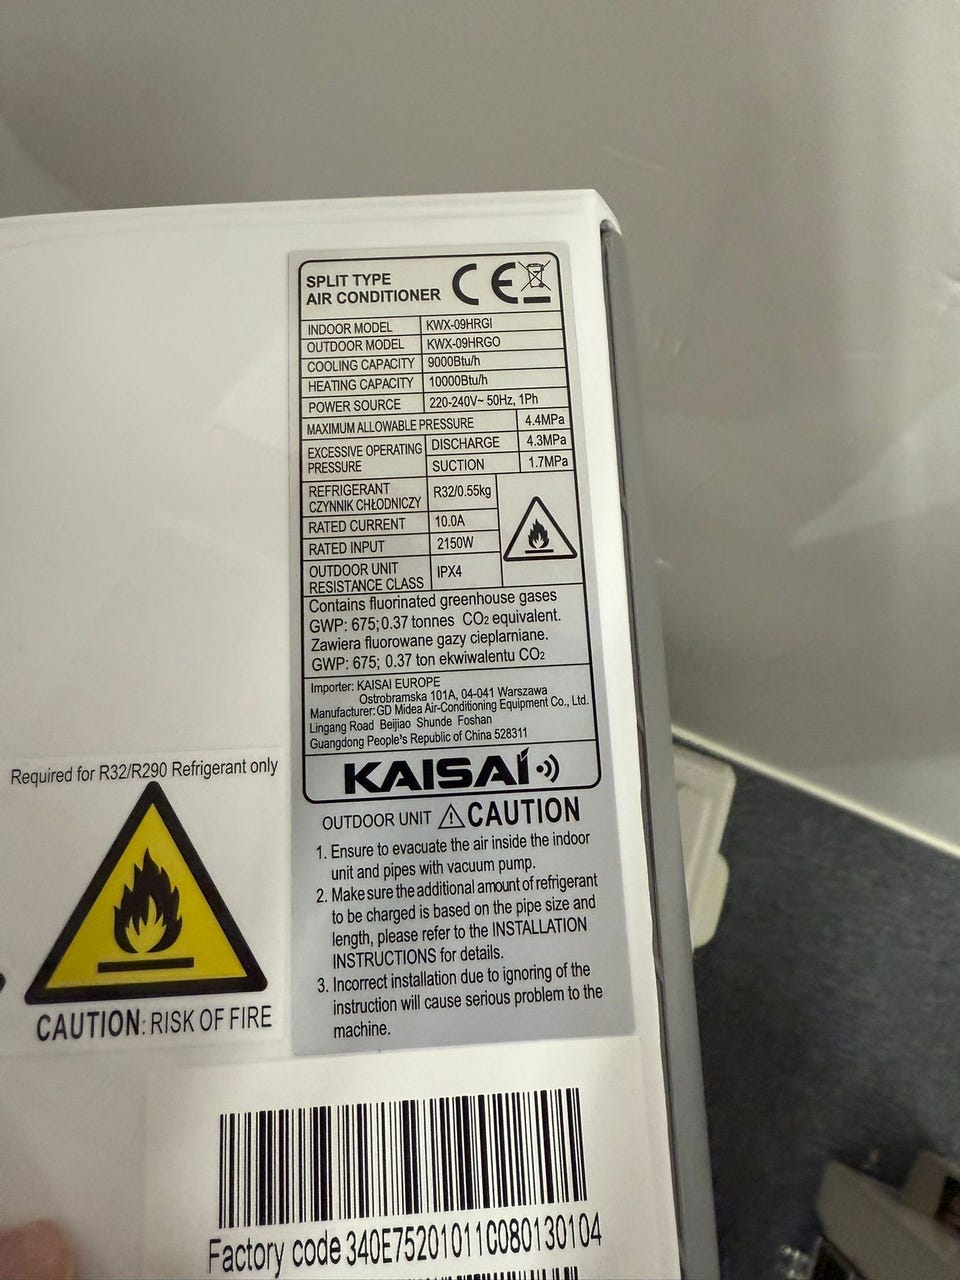 SPLIT TYPE
AIR CONDITIONER
CE
INDOOR MODEL KWX-09HRGI
OUTDOOR MODEL KWX-09HRGO
COOLING CAPACITY 9000Btu/h
HEATING CAPACITY 10000Btu/h
POWER SOURCE 220-240V~ 50Hz, 1Ph
MAXIMUM ALLOWABLE PRESSURE 4.4MPa
EXCESSIVE OPERATING PRESSURE DISCHARGE 4.3MPa
SUCTION 1.7MPa
REFRIGERANT
CZYNNIK CHŁODNICZY R32/0.55kg
RATED CURRENT 10.0A
RATED INPUT 2150W
OUTDOOR UNIT
RESISTANCE CLASS IPX4
Contains fluorinated greenhouse gases
GWP: 675; 0.37 tonnes CO2 equivalent.
Zawiera fluorowane gazy cieplarniane.
GWP: 675; 0.37 ton ekwiwalentu CO2
Importer: KAISAI EUROPE
Ostrobramska 101A, 04-041 Warszawa
Manufacturer: GD Midea Air-Conditioning Equipment Co., Ltd.
Lingang Road Beijiao Shunde Foshan
Guangdong People's Republic of China 528311
KAISAI
OUTDOOR UNIT CAUTION
1. Ensure to evacuate the air inside the indoor
unit and pipes with vacuum pump.
2. Make sure the additional amount of refrigerant
to be charged is based on the pipe size and
length, please refer to the INSTALLATION
INSTRUCTIONS for details.
3. Incorrect installation due to ignoring of the
instruction will cause serious problem to the
machine.
Required for R32/R290 Refrigerant only
CAUTION: RISK OF FIRE
Factory code 340E75201011C080130104